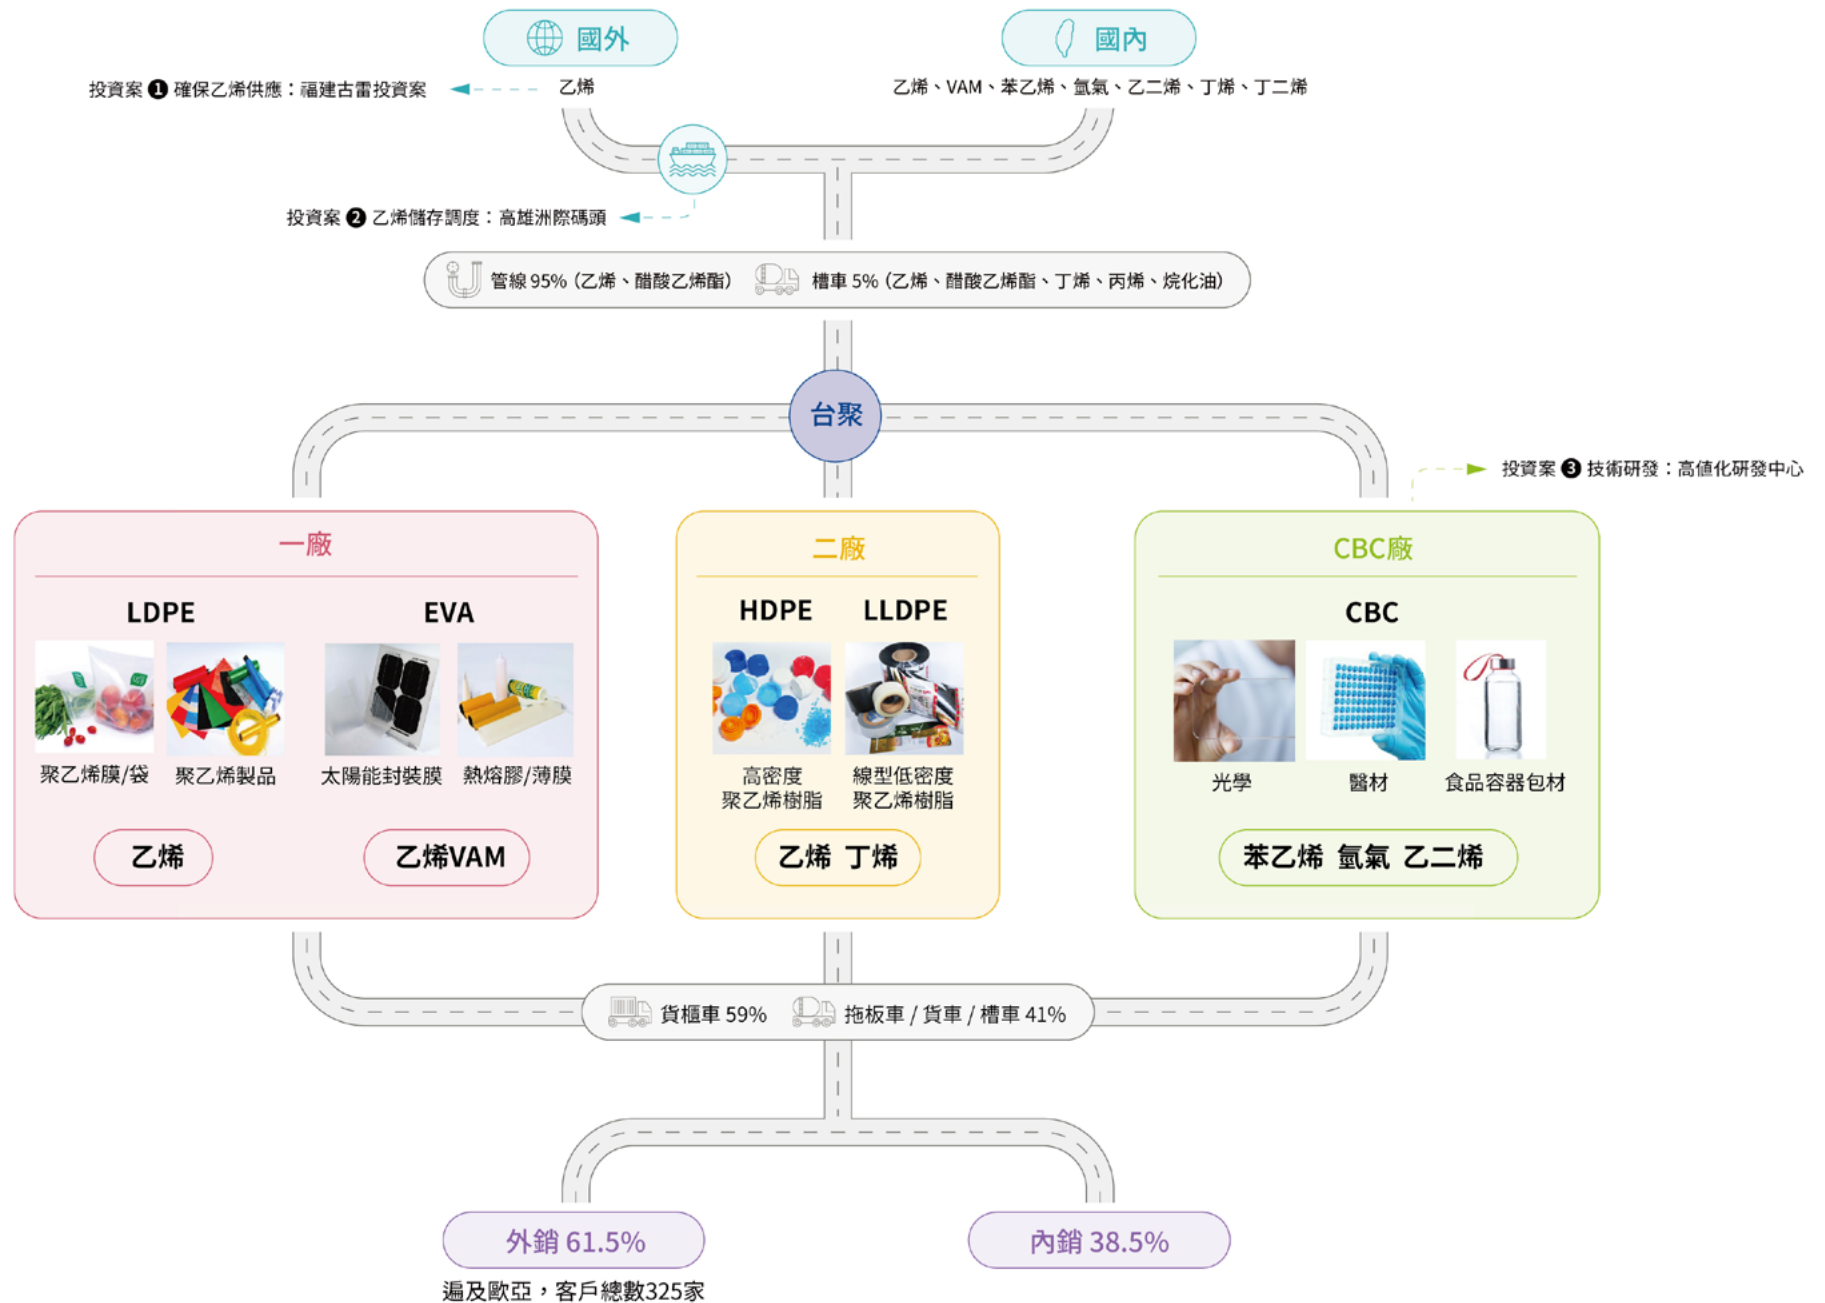 國外
國內
投資案 1 確保乙烯供應：福建古雷投資案
乙烯
乙烯、VAM、苯乙烯、氫氣、乙二烯、丁烯、丁二烯
投資案 2 乙烯儲存調度：高雄洲際碼頭
管線 95% (乙烯、醋酸乙烯酯)
槽車 5% (乙烯、醋酸乙烯酯、丁烯、丙烯、烷化油)
台聚
投資案 3 技術研發：高值化研發中心
一廠
LDPE
EVA
聚乙烯膜/袋
聚乙烯製品
太陽能封裝膜
熱熔膠/薄膜
乙烯
乙烯VAM
二廠
HDPE
LLDPE
高密度
聚乙烯樹脂
線型低密度
聚乙烯樹脂
乙烯 丁烯
CBC廠
CBC
光學
醫材
食品容器包材
苯乙烯 氫氣 乙二烯
貨櫃車 59%
拖板車 / 貨車 / 槽車 41%
外銷 61.5%
內銷 38.5%
遍及歐亞，客戶總數325家